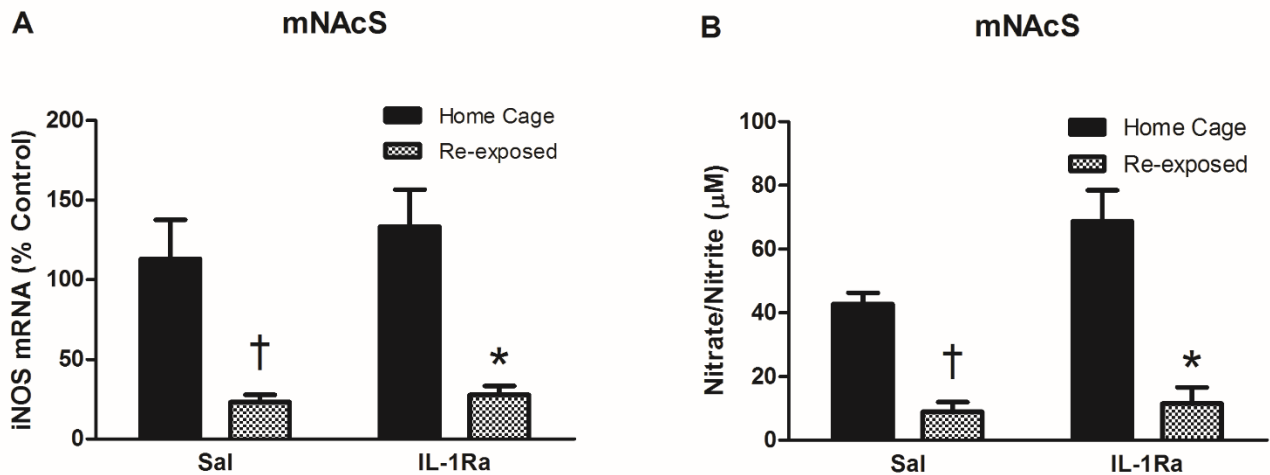 A
mNAcS
iNOS mRNA (% Control)
200
150
100
50
0
Home Cage
Re-exposed
†
*
Sal
IL-1Ra
B
mNAcS
Nitrate/Nitrite (μM)
100
80
60
40
20
0
Home Cage
Re-exposed
†
*
Sal
IL-1Ra